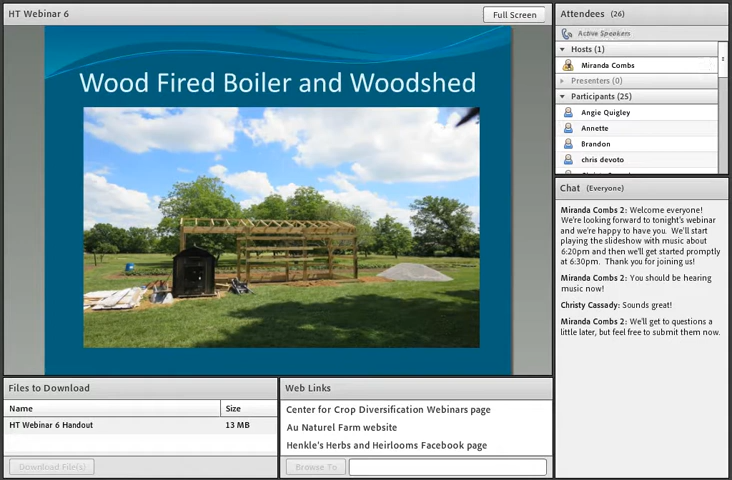 HT Webinar 6
Full Screen
Wood Fired Boiler and Woodshed
Attendees (26)
Active Speakers
Hosts (1)
Miranda Combs
Presenters (0)
Participants (25)
Angie Quigley
Annette
Brandon
chris devoto
Chat (Everyone)
Miranda Combs 2: Welcome everyone!
We're looking forward to tonight's webinar
and we're happy to have you. We'll start
playing the slideshow with music about
6:20pm and then we'll get started promptly
at 6:30pm. Thank you for joining us!
Miranda Combs 2: You should be hearing
music now!
Christy Cassady: Sounds great!
Miranda Combs 2: We'll get to questions a
little later, but feel free to submit them now.
Files to Download
Name Size
HT Webinar 6 Handout 13 MB
Download File(s)
Web Links
Center for Crop Diversification Webinars page
Au Naturel Farm website
Henkle's Herbs and Heirlooms Facebook page
Browse To